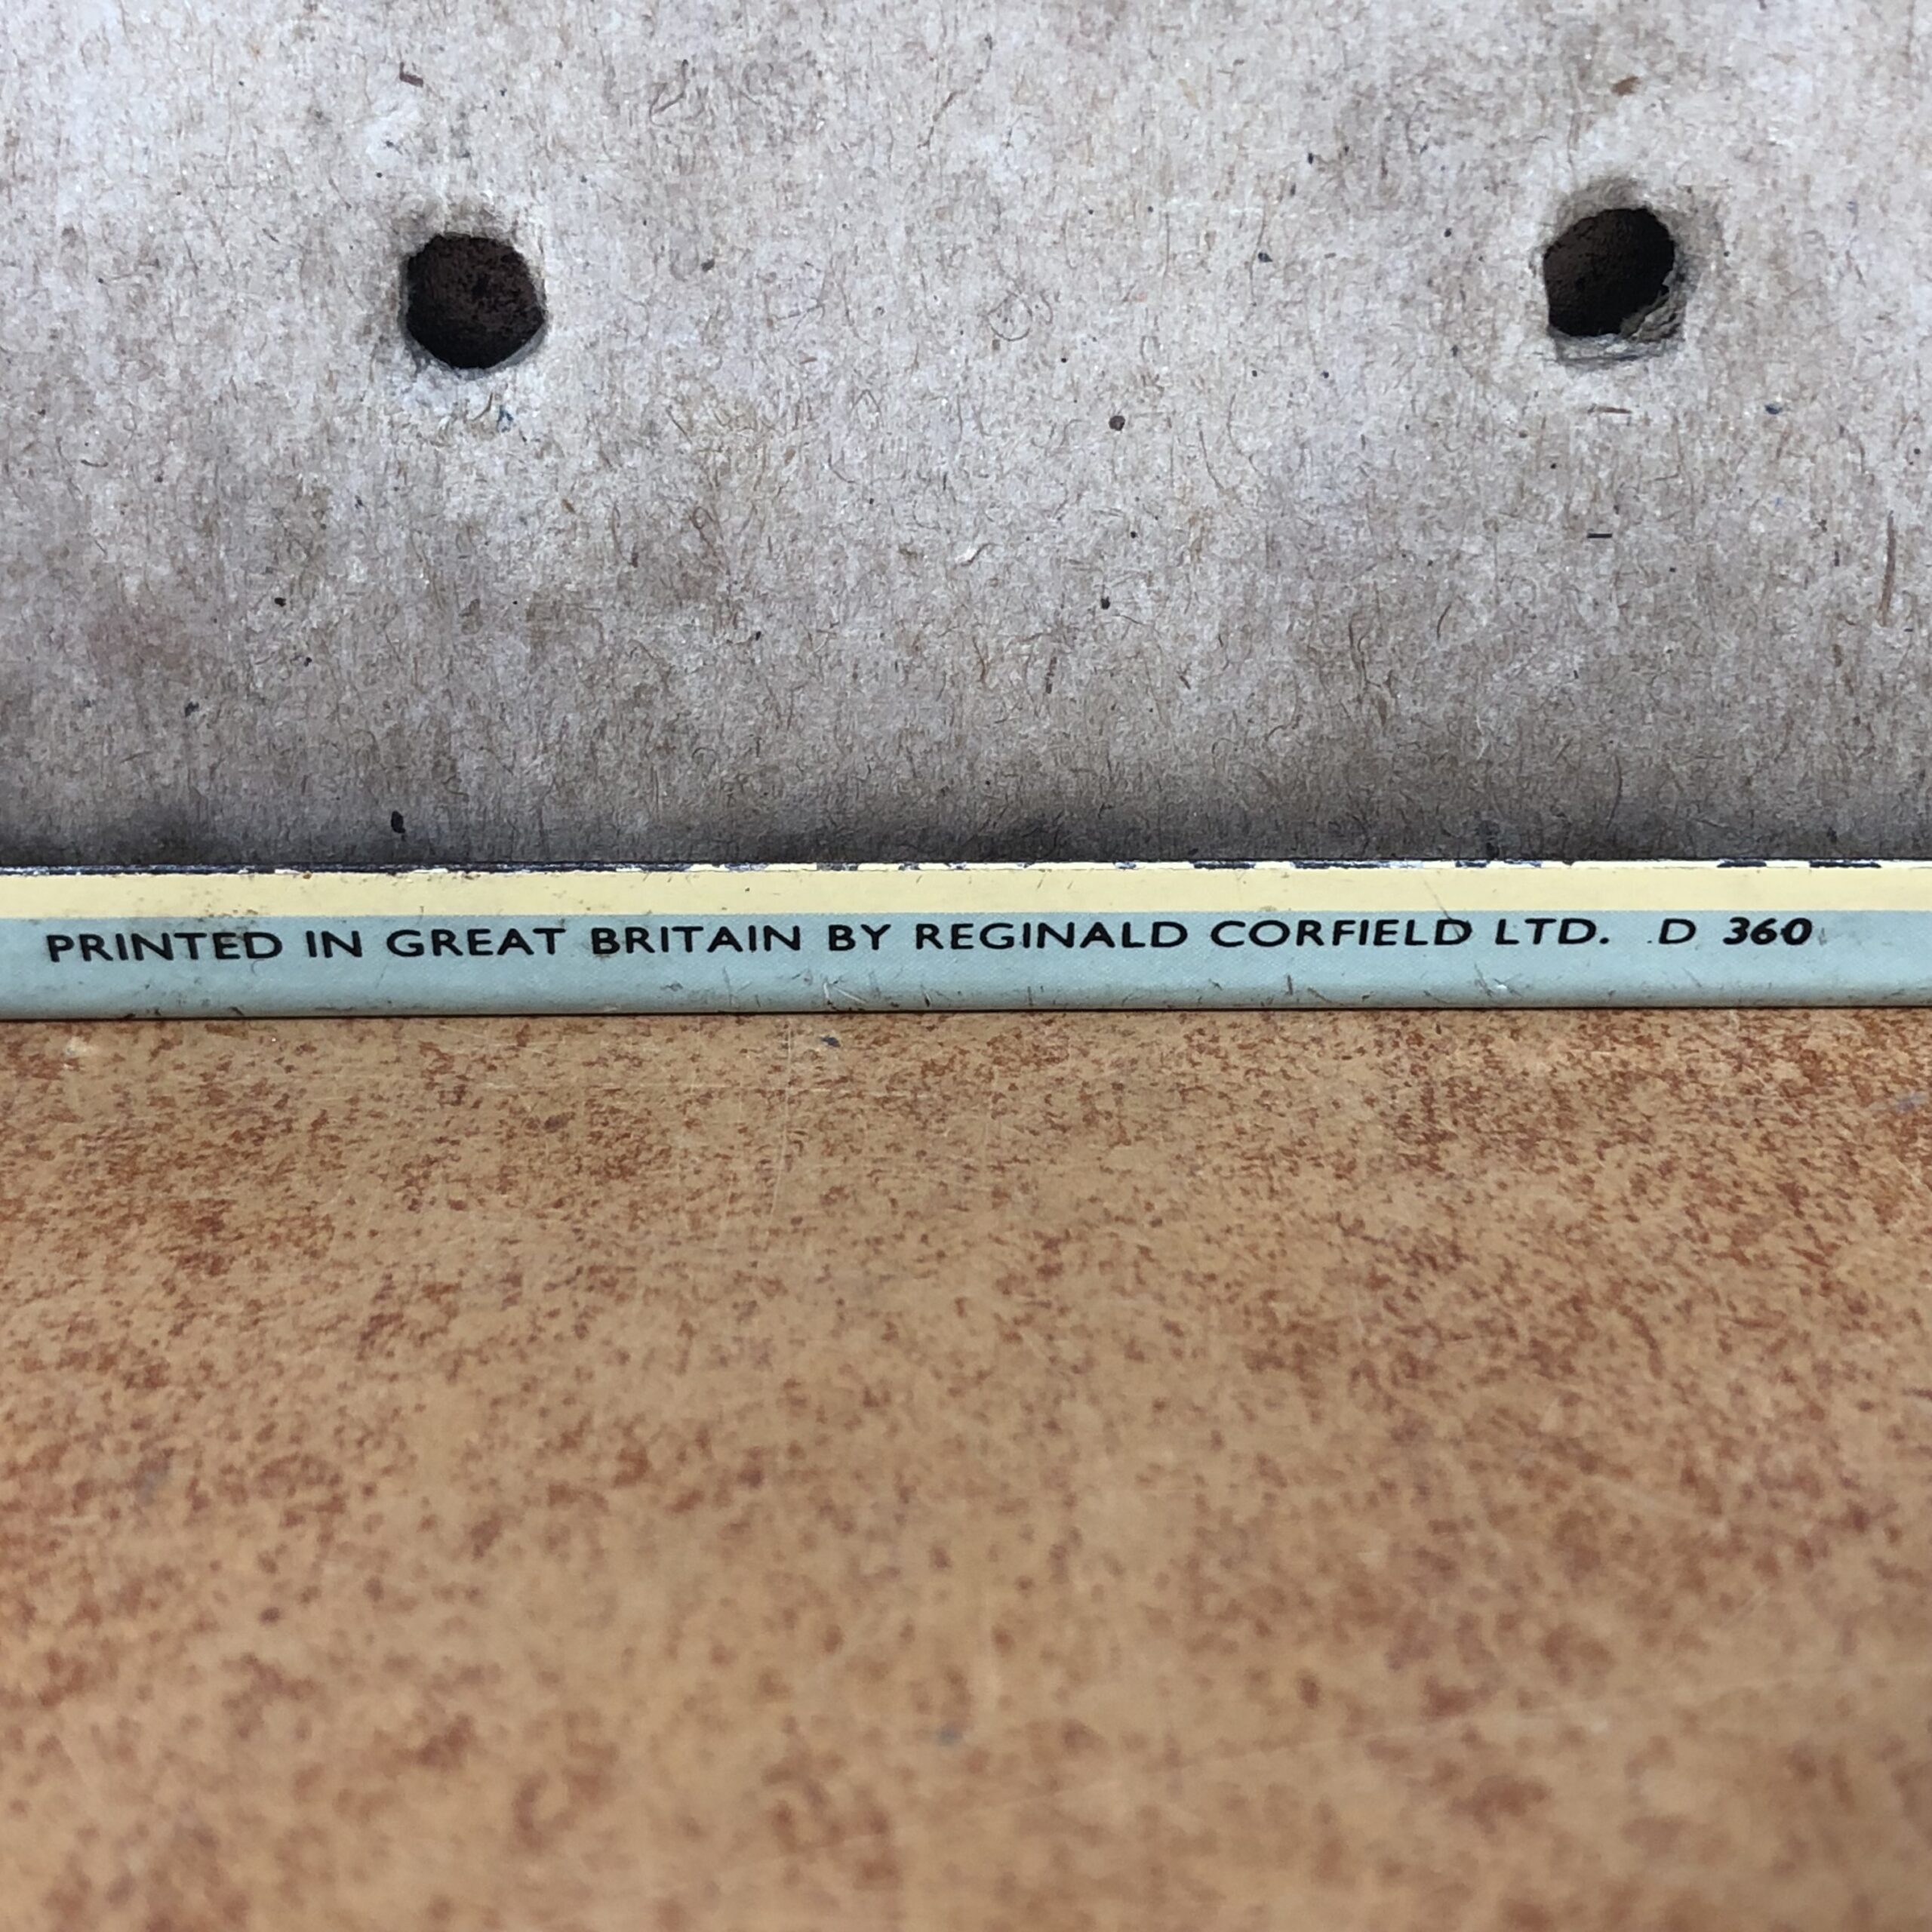 PRINTED IN GREAT BRITAIN BY REGINALD CORFIELD LTD. D 360